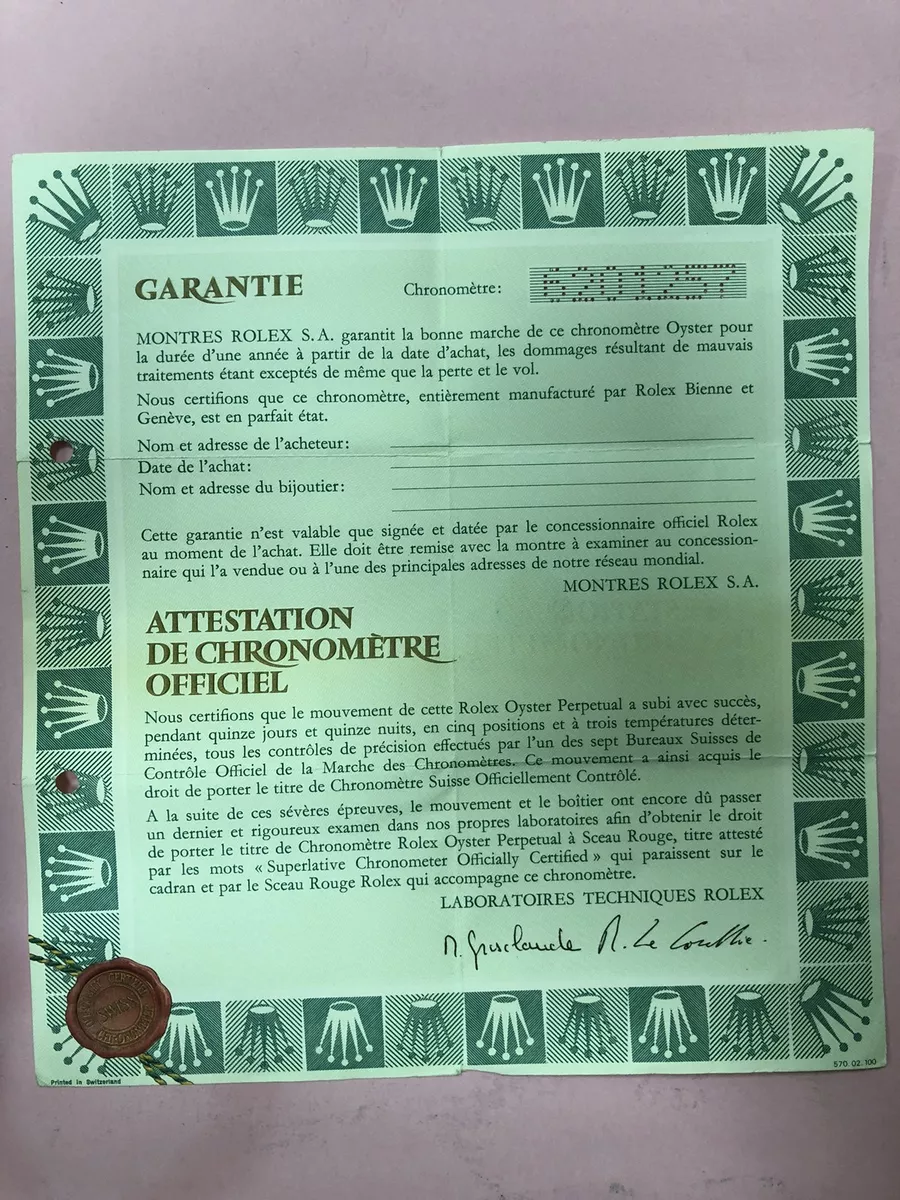 GARANTIE
Chronomètre: 6201257
MONTRES ROLEX S.A. garantit la bonne marche de ce chronomètre Oyster pour
la durée d'une année à partir de la date d'achat, les dommages résultant de mauvais
traitements étant exceptés de même que la perte et le vol.
Nous certifions que ce chronomètre, entièrement manufacturé par Rolex Bienne et
Genève, est en parfait état.
Nom et adresse de l'acheteur:
Date de l'achat:
Nom et adresse du bijoutier:
Cette garantie n'est valable que signée et datée par le concessionnaire officiel Rolex
au moment de l'achat. Elle doit être remise avec la montre à examiner au concession-
naire qui l'a vendue ou à l'une des principales adresses de notre réseau mondial.
MONTRES ROLEX S.A.
ATTESTATION
DE CHRONOMÈTRE
OFFICIEL
Nous certifions que le mouvement de cette Rolex Oyster Perpetual a subi avec succès,
pendant quinze jours et quinze nuits, en cinq positions et à trois températures déter-
minées, tous les contrôles de précision effectués par l'un des sept Bureaux Suisses de
Contrôle Officiel de la Marche des Chronomètres. Ce mouvement a ainsi acquis le
droit de porter le titre de Chronomètre Suisse Officiellement Contrôlé.
A la suite de ces sévères épreuves, le mouvement et le boîtier ont encore dû passer
un dernier et rigoureux examen dans nos propres laboratoires afin d'obtenir le droit
de porter le titre de Chronomètre Rolex Oyster Perpetual à Sceau Rouge, titre attesté
par les mots « Superlative Chronometer Officially Certified » qui paraissent sur le
cadran et par le Sceau Rouge Rolex qui accompagne ce chronomètre.
LABORATOIRES TECHNIQUES ROLEX
Printed in Switzerland
570. 02. 100